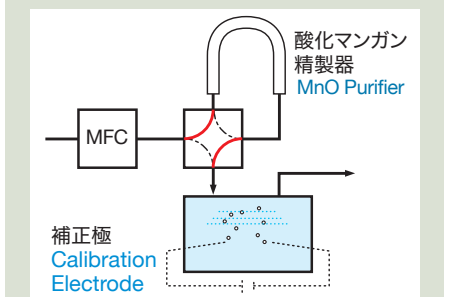 酸化マンガン
精製器
MnO Purifier
MFC
補正極
Calibration
Electrode